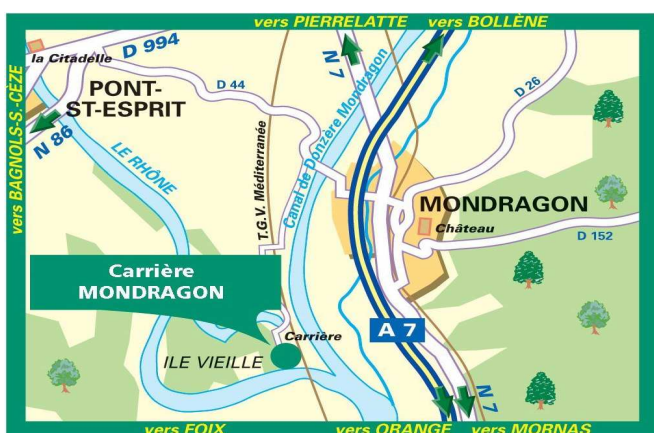 vers PIERRELATTE
vers BOLLÈNE
la Citadelle
D 994
N 7
PONT-
ST-ESPRIT
D 44
D 26
vers BAGNOLS-S.-CÈZE
N 86
LE RHÔNE
T.G.V. Méditerranée
Canal de Donzère Mondragon
MONDRAGON
Château
D 152
Carrière
MONDRAGON
A 7
Carrière
ILE VIEILLE
N 7
vers FOIX
vers ORANGE
vers MORNAS